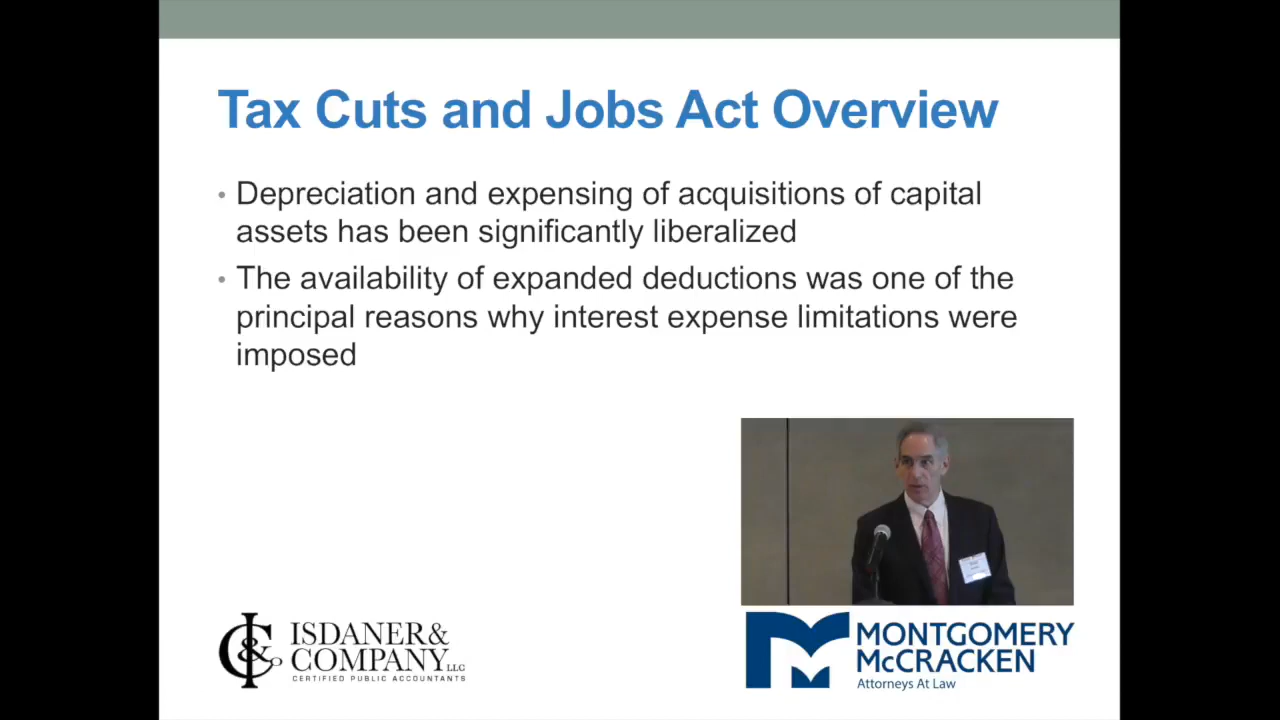 Tax Cuts and Jobs Act Overview
• Depreciation and expensing of acquisitions of capital
assets has been significantly liberalized
• The availability of expanded deductions was one of the
principal reasons why interest expense limitations were
imposed
ISDANER&
COMPANY LLC
CERTIFIED PUBLIC ACCOUNTANTS
MONTGOMERY
McCRACKEN
Attorneys At Law